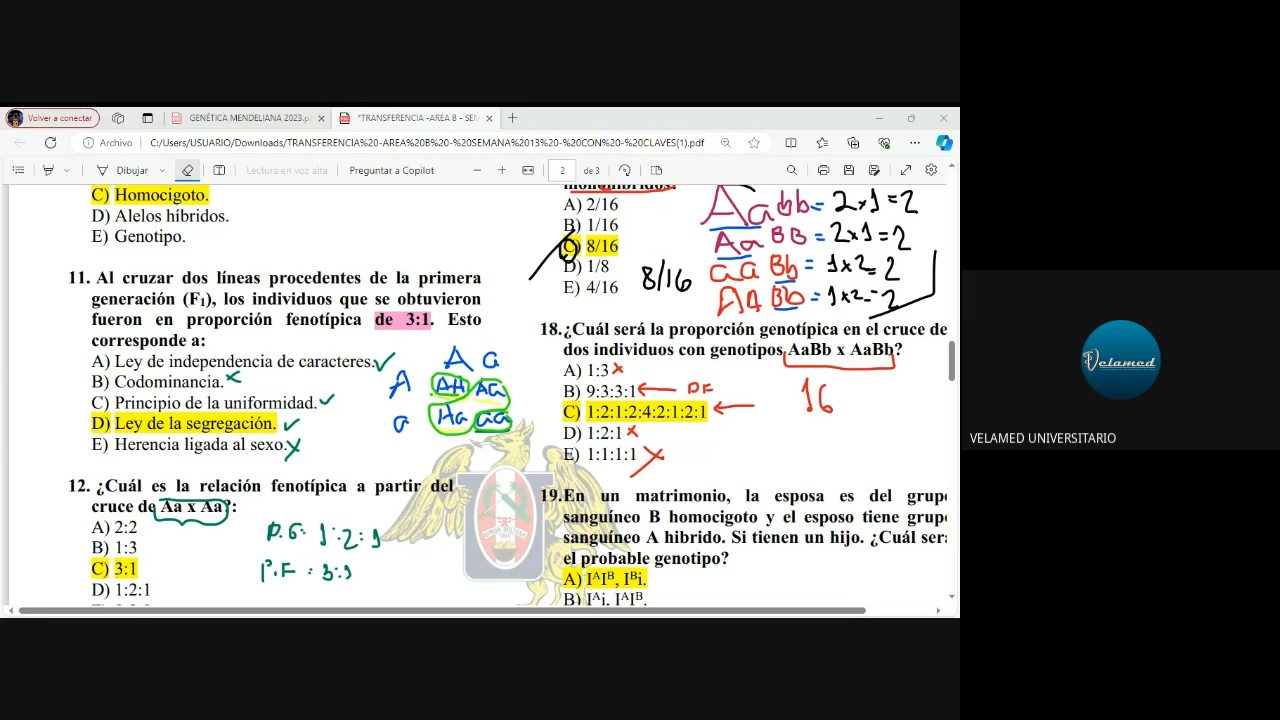 Volver a conectar
GENÉTICA MENDELIANA 2023.p
*TRANSFERENCIA -AREA B - SEM
Archivo
C:/Users/USUARIO/Downloads/TRANSFERENCIA%20-AREA%20B%20-%20SEMANA%2013%20-%20CON%20CLAVES(1).pdf
Dibujar
Lectura en voz alta
Preguntar a Copilot
2
de 3
C) Homocigoto.
D) Alelos híbridos.
E) Genotipo.
11. Al cruzar dos líneas procedentes de la primera
generación (F₁), los individuos que se obtuvieron
fueron en proporción fenotípica de 3:1. Esto
corresponde a:
A) Ley de independencia de caracteres.
B) Codominancia.
C) Principio de la uniformidad.
D) Ley de la segregación.
E) Herencia ligada al sexo.
A a
A AA Aa
a Aa aa
12. ¿Cuál es la relación fenotípica a partir del
cruce de Aa x Aa?:
A) 2:2
B) 1:3
C) 3:1
D) 1:2:1
P.G: 1:2:1
P.F : 3:1
monohíbridos.
A) 2/16
B) 1/16
C) 8/16
D) 1/8
E) 4/16
8/16
Aabb = 2x1=2
AaBB = 2x1=2
aaBb = 1x2=2
AABb = 1x2=2
18.¿Cuál será la proporción genotípica en el cruce de
dos individuos con genotipos AaBb x AaBb?
A) 1:3
B) 9:3:3:1
C) 1:2:1:2:4:2:1:2:1
D) 1:2:1
E) 1:1:1:1
16
19.En un matrimonio, la esposa es del grupo
sanguíneo B homocigoto y el esposo tiene grupo
sanguíneo A hibrido. Si tienen un hijo. ¿Cuál será
el probable genotipo?
A) IᴬIᴮ, Iᴮi.
B) Iᴬi, IᴬIᴮ.
Velamed
VELAMED UNIVERSITARIO